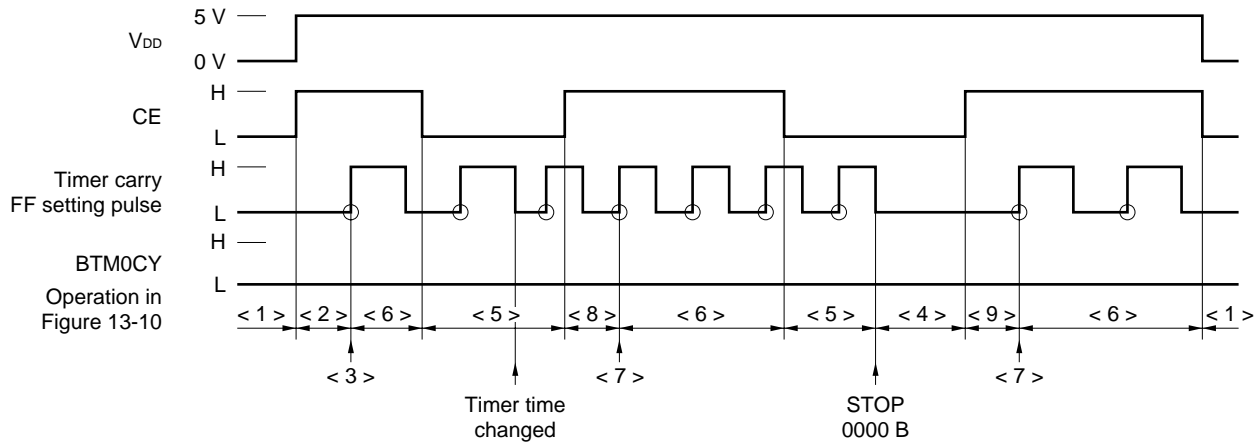 5 V
VDD
0 V
H
CE
L
H
Timer carry
FF setting pulse
L
H
BTM0CY
L
Operation in
Figure 13-10
< 1 > < 2 > < 6 > < 5 > < 8 > < 6 > < 5 > < 4 > < 9 > < 6 > < 1 >
< 3 > < 7 > < 7 >
Timer time
changed
STOP
0000 B